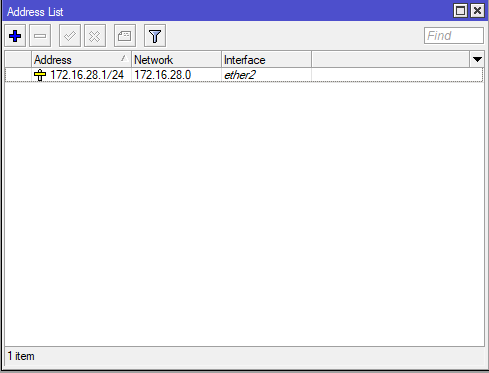 Address List
Find
Address Network Interface
172.16.28.1/24 172.16.28.0 ether2
1 item